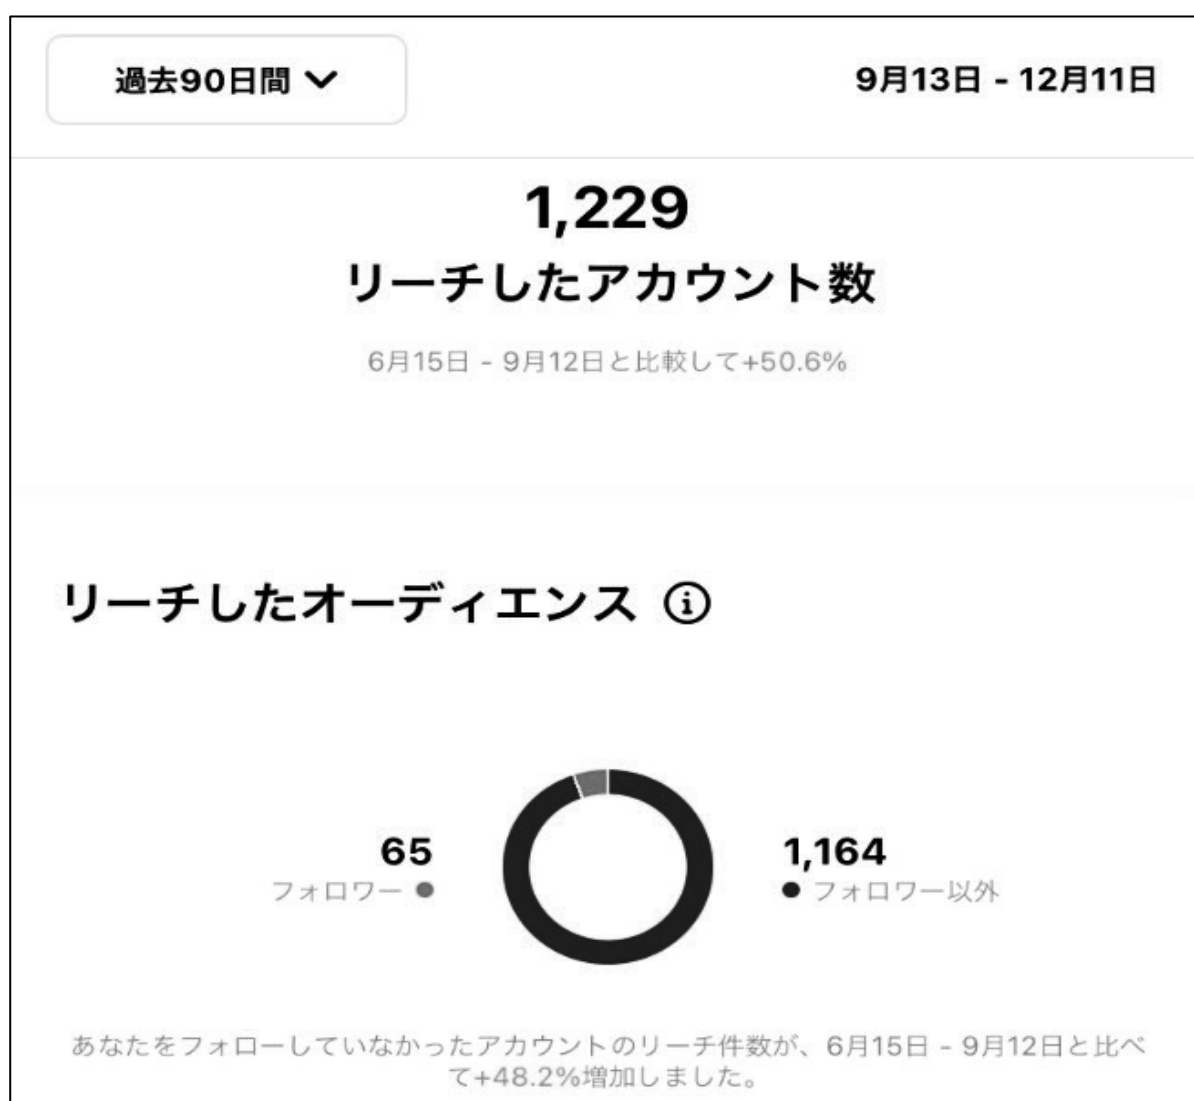 過去90日間
9月13日 - 12月11日
1,229
リーチしたアカウント数
6月15日 - 9月12日と比較して+50.6%
リーチしたオーディエンス
65
フォロワー
1,164
フォロワー以外
あなたをフォローしていなかったアカウントのリーチ件数が、6月15日 - 9月12日と比べ
て+48.2%増加しました。